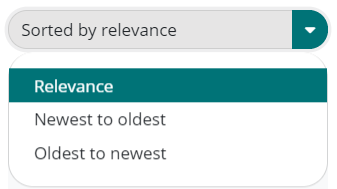 Sorted by relevance
Relevance
Newest to oldest
Oldest to newest